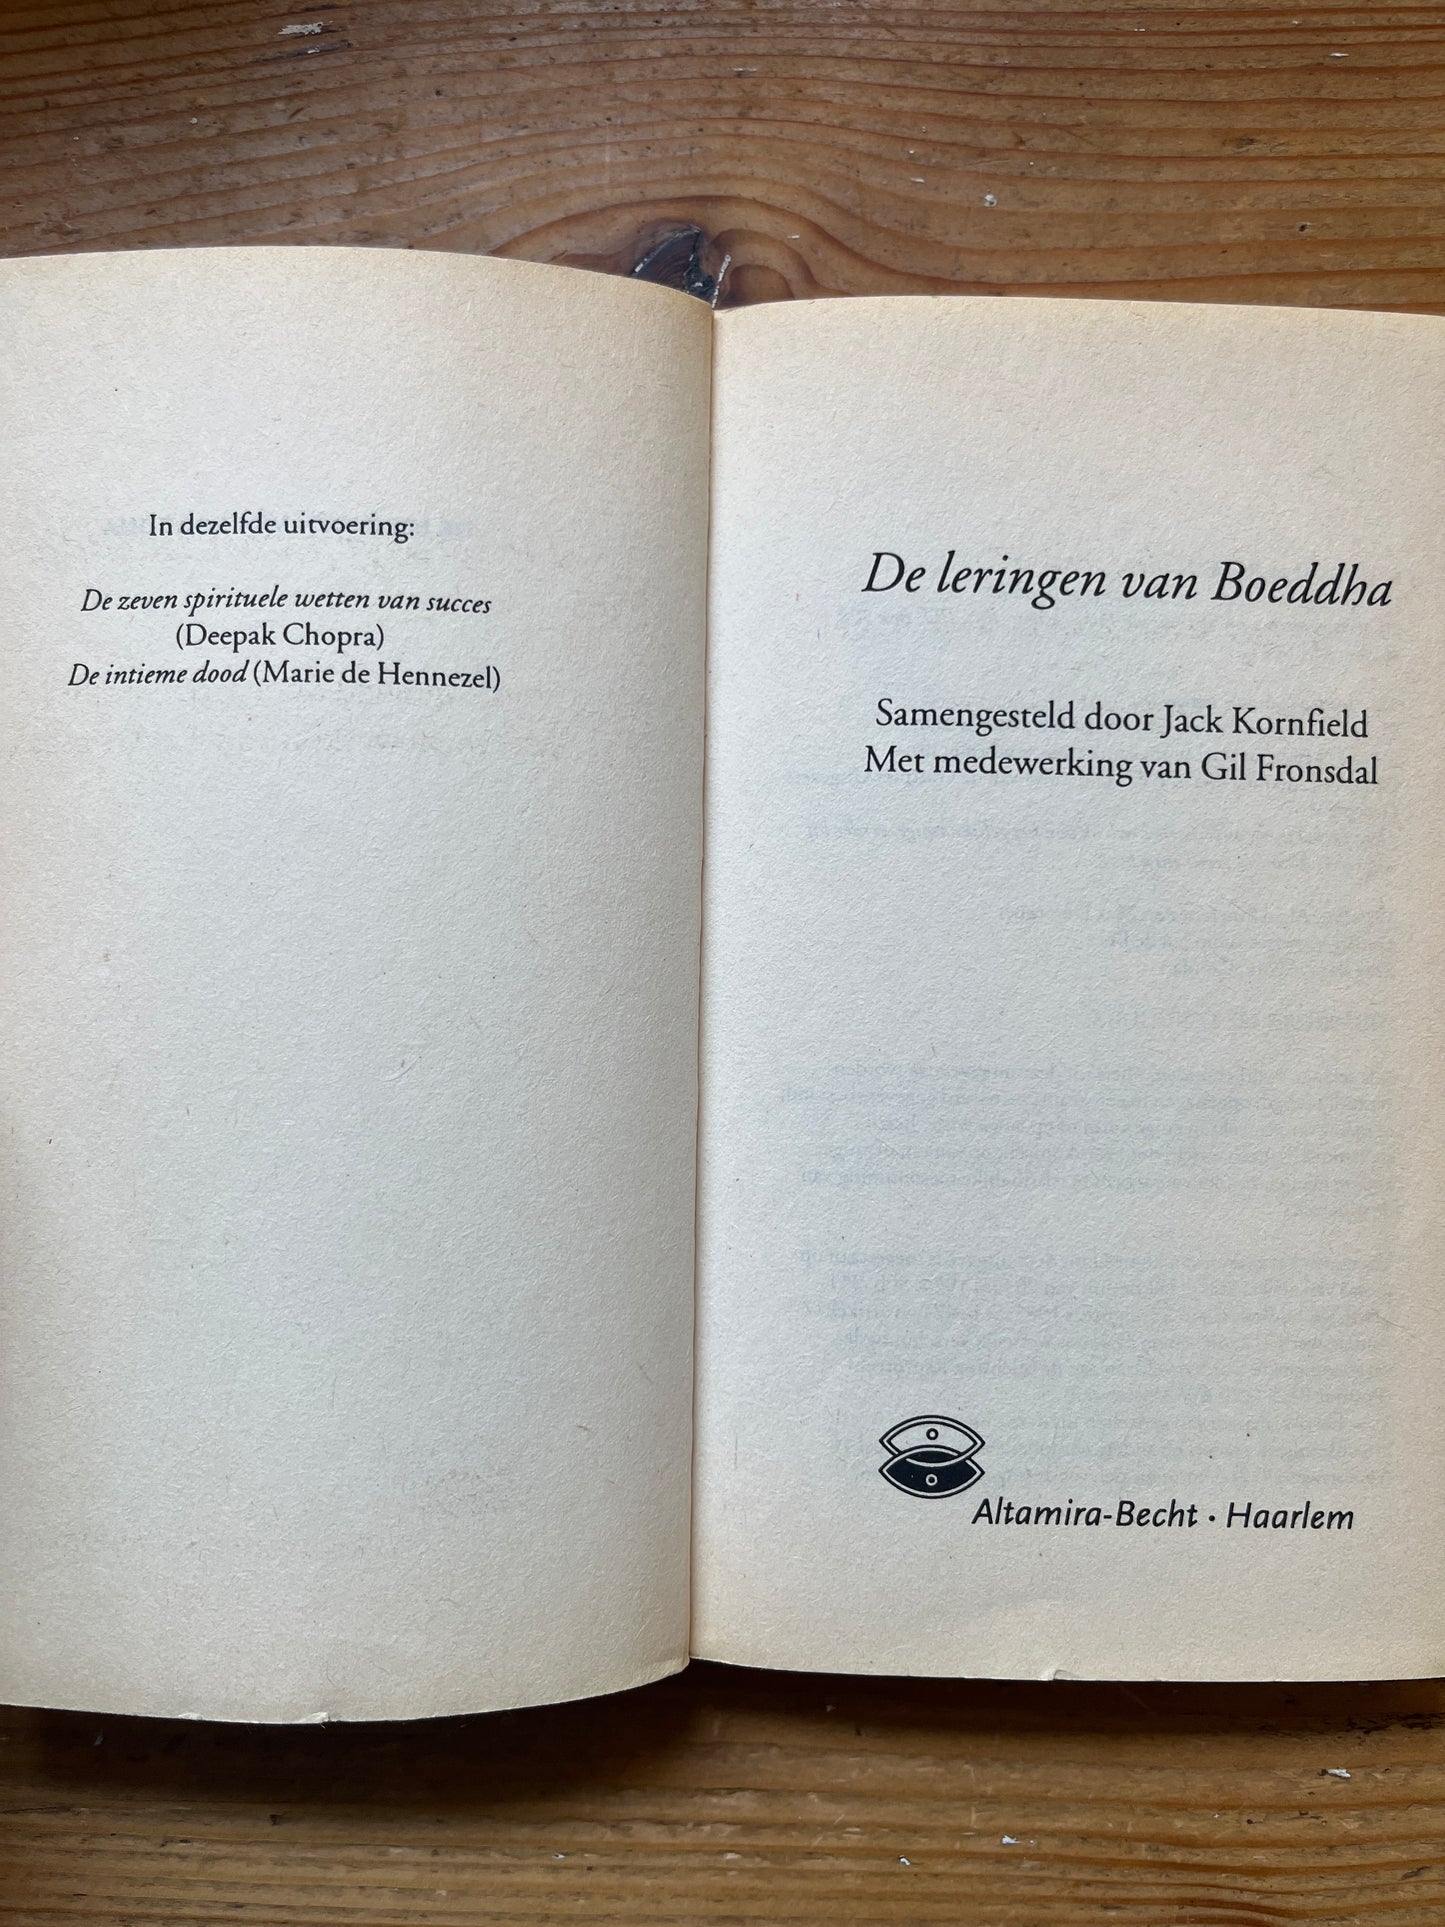 In dezelfde uitvoering:
De zeven spirituele wetten van succes
(Deepak Chopra)
De intieme dood (Marie de Hennezel)
De leringen van Boeddha
Samengesteld door Jack Kornfield
Met medewerking van Gil Fronsdal
Altamira-Becht · Haarlem